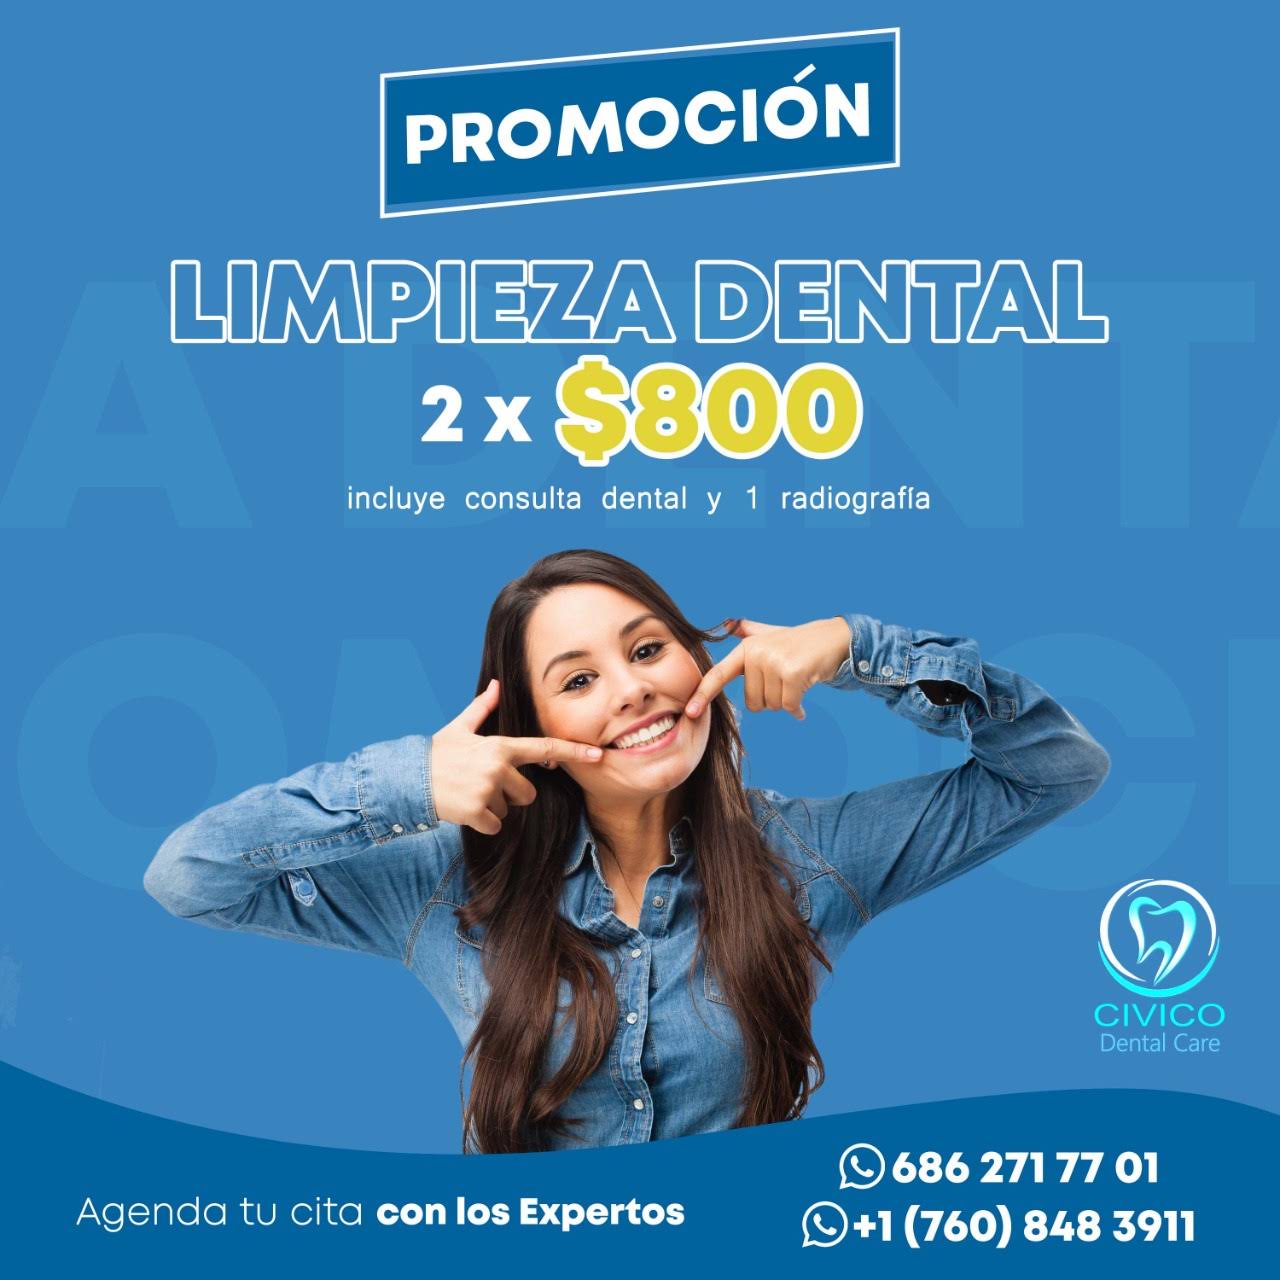 PROMOCIÓN
LIMPIEZA DENTAL
2 x $800
incluye consulta dental y 1 radiografía
CIVICO
Dental Care
Agenda tu cita con los Expertos
686 271 77 01
+1 (760) 848 3911